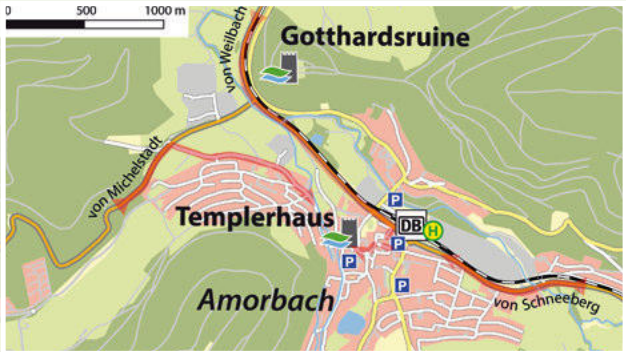 0 500 1000 m
von Weilbach
Gotthardsruine
von Michelstadt
P
Templerhaus
DB
H
P
P
P
Amorbach
von Schneeberg